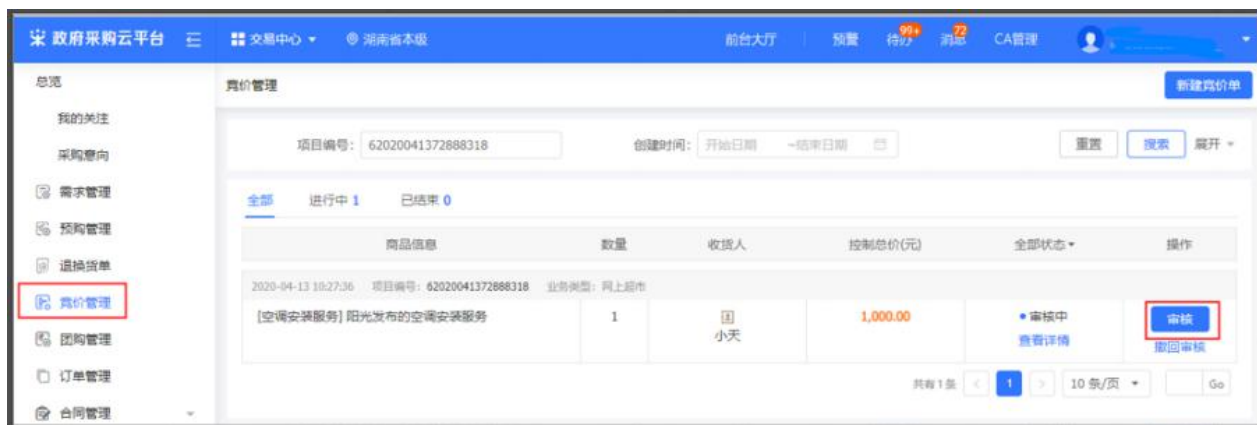 政府采购云平台 交易中心 湖南省本级 前台大厅 预警 待办 99+ 消息 72 CA管理
总览
我的关注
采购意向
需求管理
预购管理
退换货单
竞价管理
团购管理
订单管理
合同管理
竞价管理 新建竞价单
项目编号： 62020041372888318 创建时间： 开始日期 ~结束日期 重置 搜索 展开
全部 进行中 1 已结束 0
商品信息 数量 收货人 控制总价(元) 全部状态 操作
2020-04-13 10:27:36 项目编号：62020041372888318 业务类型：网上超市
[空调安装服务] 阳光发布的空调安装服务 1 小天 1,000.00 审核中 审核
查看详情 撤回审核
共有1条 < 1 > 10 条/页 Go